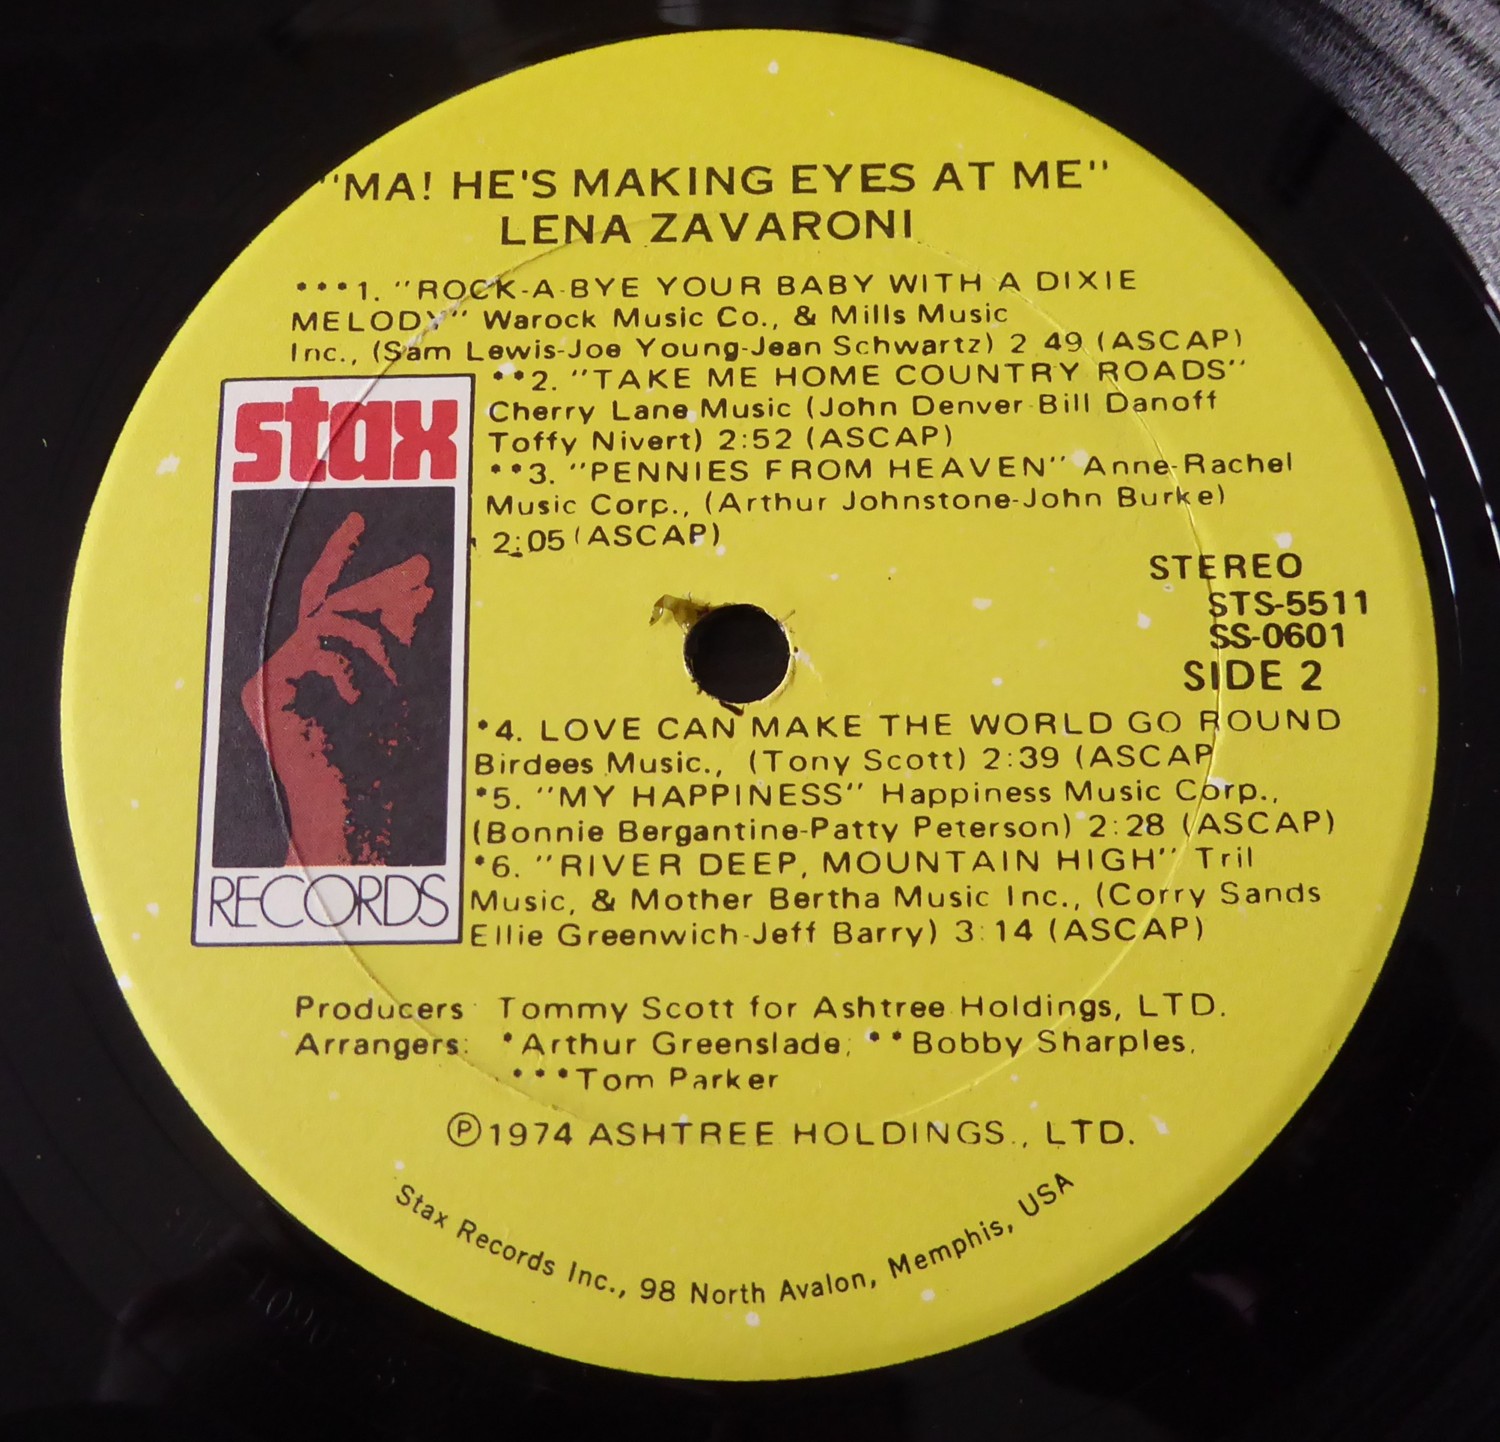 "MA! HE'S MAKING EYES AT ME"
LENA ZAVARONI
***1. "ROCK-A-BYE YOUR BABY WITH A DIXIE
MELODY" Warock Music Co., & Mills Music
Inc., (Sam Lewis-Joe Young-Jean Schwartz) 2 49 (ASCAP)
**2. "TAKE ME HOME COUNTRY ROADS"
Cherry Lane Music (John Denver-Bill Danoff
Toffy Nivert) 2:52 (ASCAP)
**3. "PENNIES FROM HEAVEN" Anne-Rachel
Music Corp., (Arthur Johnstone-John Burke)
2:05 (ASCAP)
stax
RECORDS
STEREO
STS-5511
SS-0601
SIDE 2
*4. LOVE CAN MAKE THE WORLD GO ROUND
Birdees Music., (Tony Scott) 2:39 (ASCAP
*5. "MY HAPPINESS" Happiness Music Corp.,
(Bonnie Bergantine-Patty Peterson) 2:28 (ASCAP)
*6. "RIVER DEEP, MOUNTAIN HIGH" Tril
Music, & Mother Bertha Music Inc., (Corry Sands
Ellie Greenwich-Jeff Barry) 3:14 (ASCAP)
Producers: Tommy Scott for Ashtree Holdings, LTD.
Arrangers: *Arthur Greenslade; **Bobby Sharples,
***Tom Parker
Ⓟ1974 ASHTREE HOLDINGS., LTD.
Stax Records Inc., 98 North Avalon, Memphis, USA